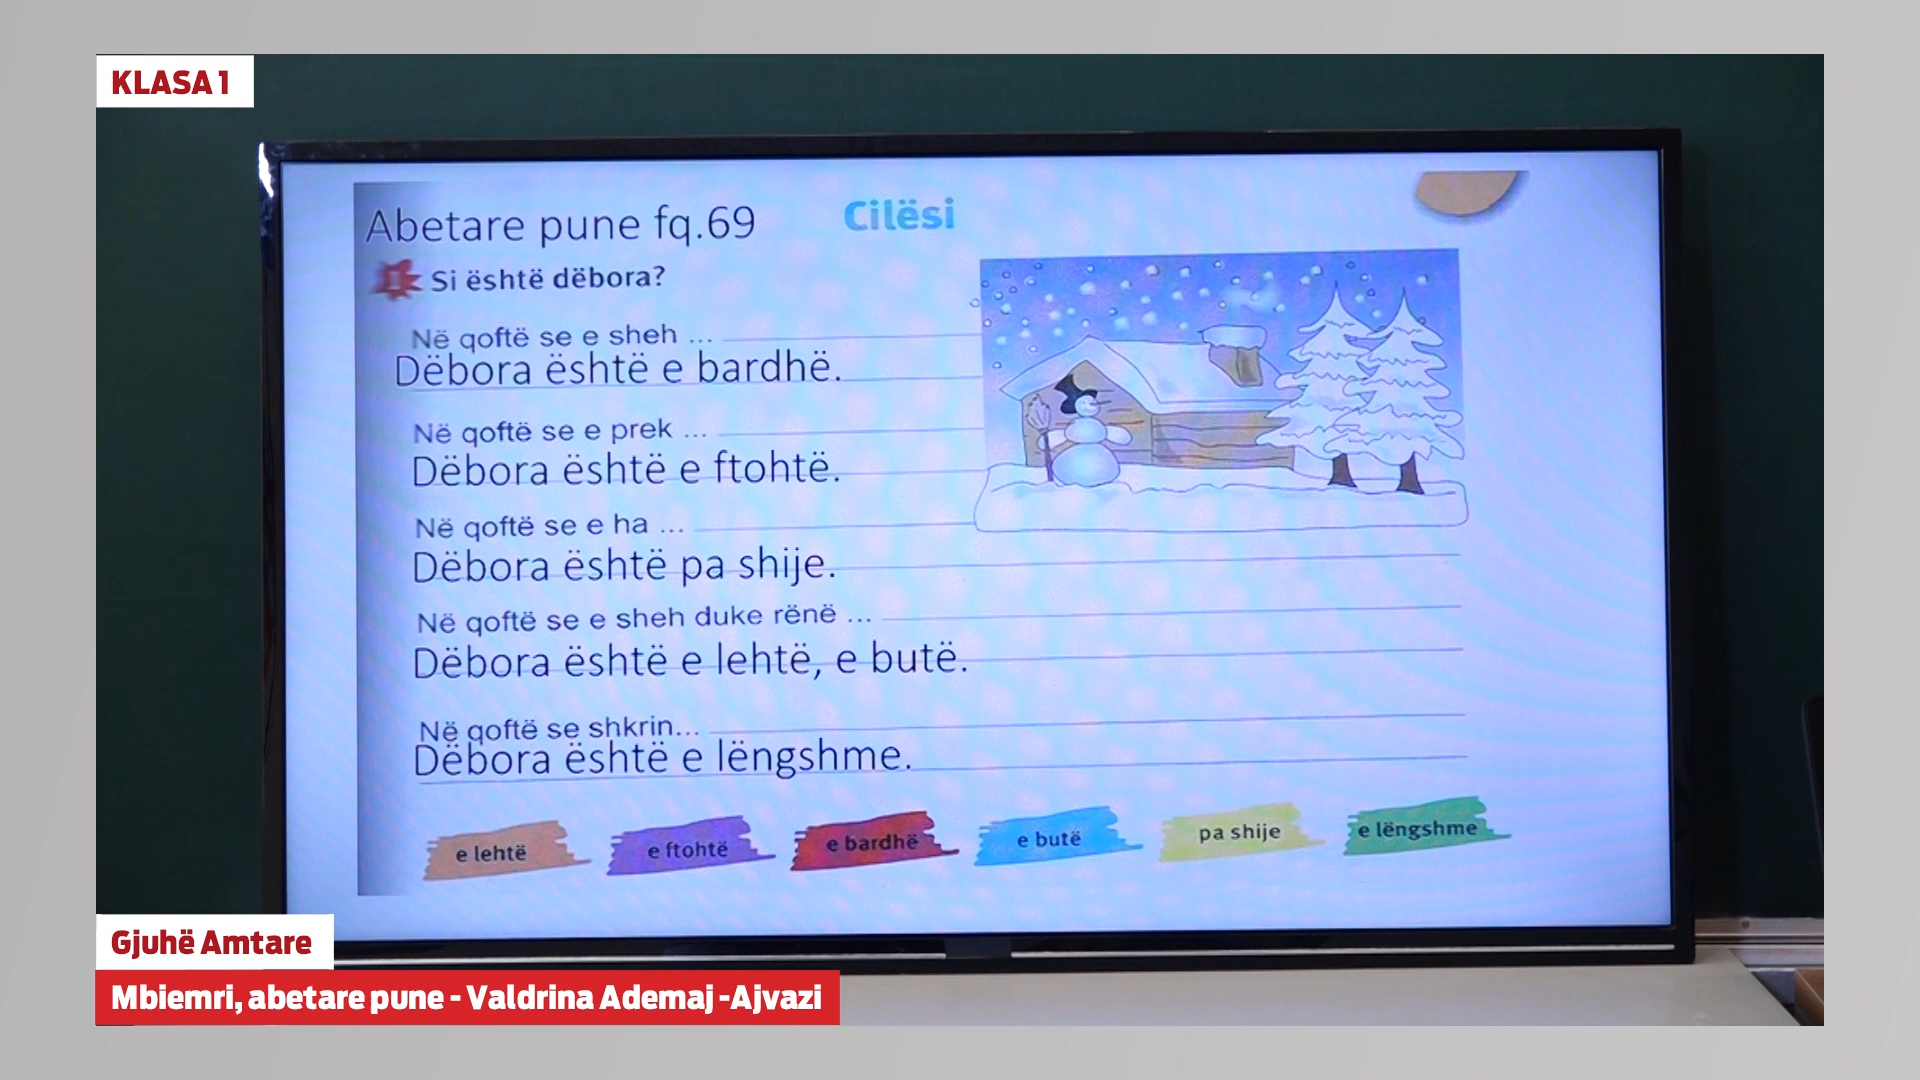 KLASA 1
Abetare pune fq.69
Cilësi
1 Si është dëbora?
Në qoftë se e sheh ...
Dëbora është e bardhë.
Në qoftë se e prek ...
Dëbora është e ftohtë.
Në qoftë se e ha ...
Dëbora është pa shije.
Në qoftë se e sheh duke rënë ...
Dëbora është e lehtë, e butë.
Në qoftë se shkrin...
Dëbora është e lëngshme.
e lehtë
e ftohtë
e bardhë
e butë
pa shije
e lëngshme
Gjuhë Amtare
Mbiemri, abetare pune - Valdrina Ademaj -Ajvazi